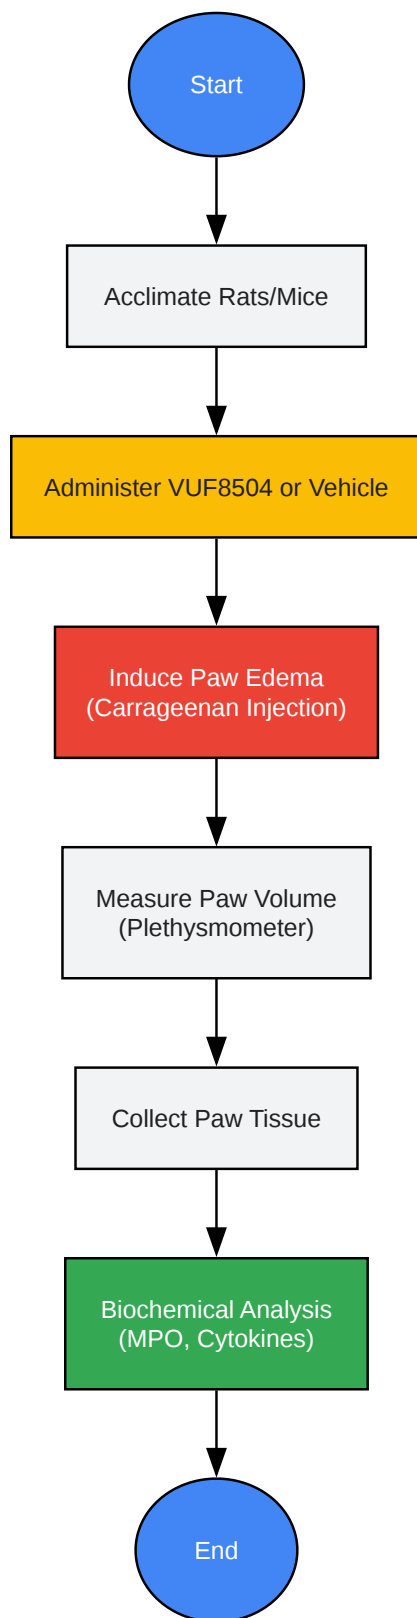 Start
Acclimate Rats/Mice
Administer VUF8504 or Vehicle
Induce Paw Edema
(Carrageenan Injection)
Measure Paw Volume
(Plethysmometer)
Collect Paw Tissue
Biochemical Analysis
(MPO, Cytokines)
End